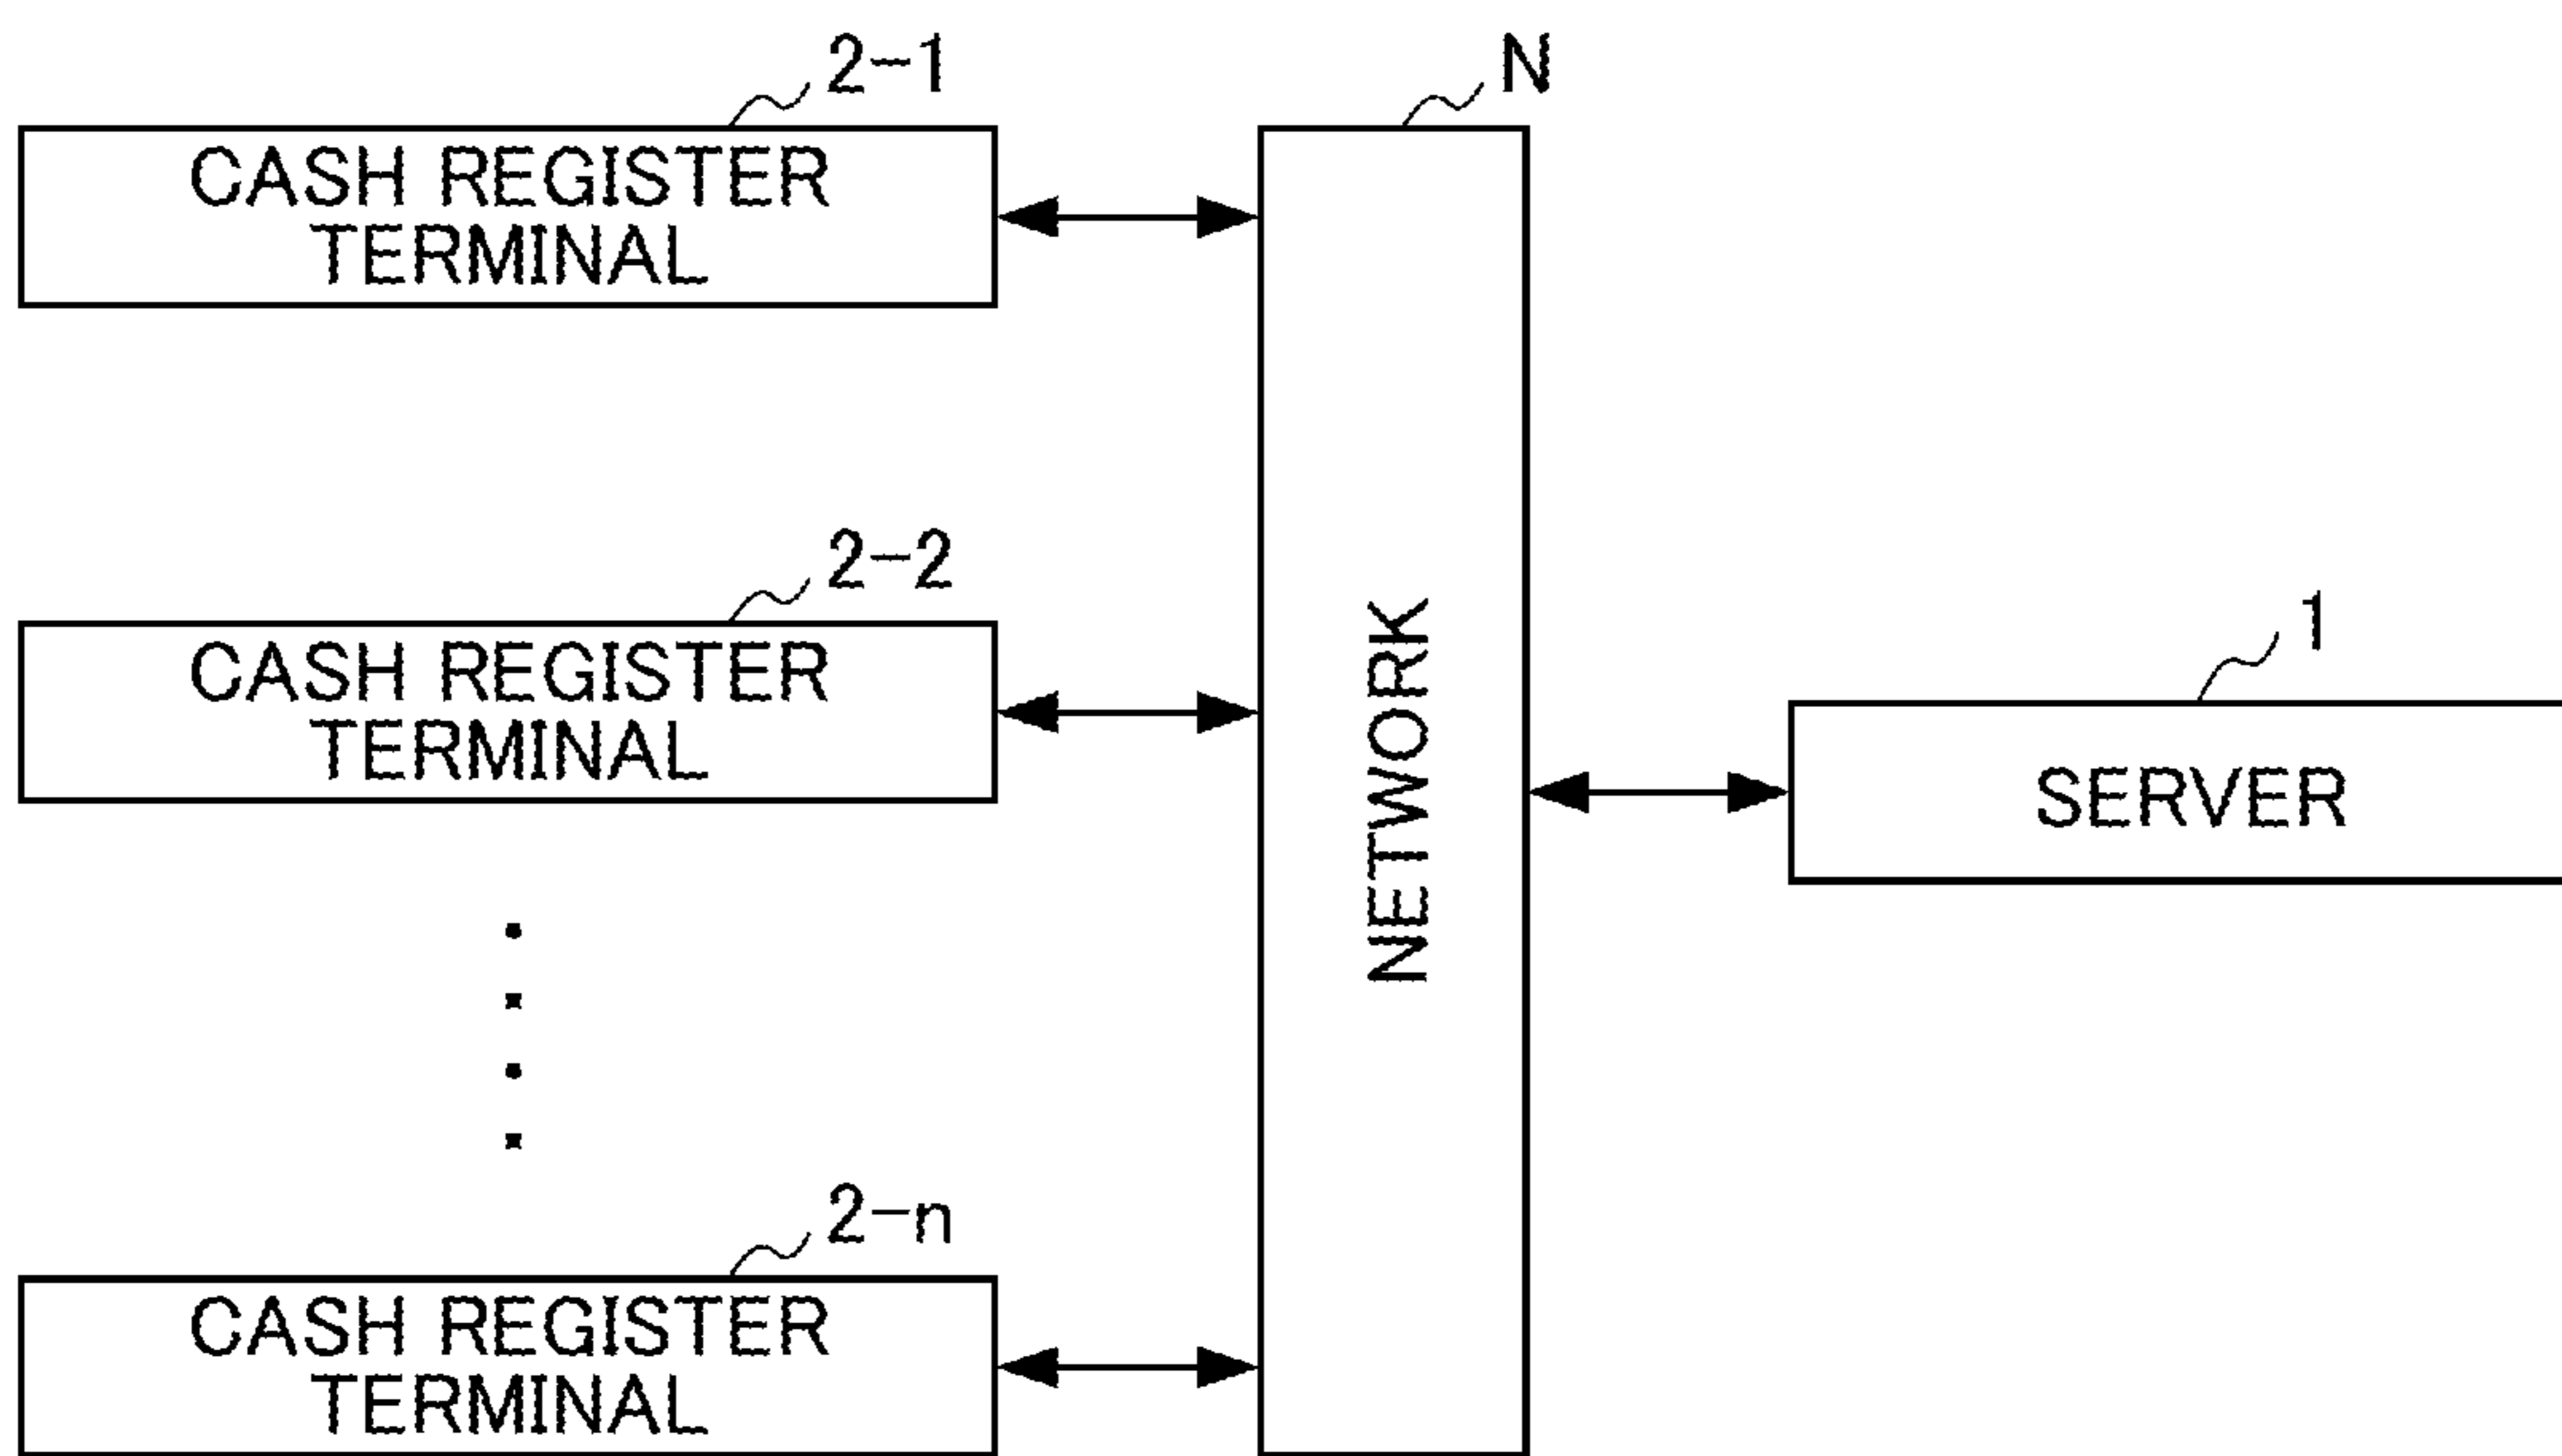 2-1
CASH REGISTER
TERMINAL
N
2-2
CASH REGISTER
TERMINAL
NETWORK
1
SERVER
2-n
CASH REGISTER
TERMINAL